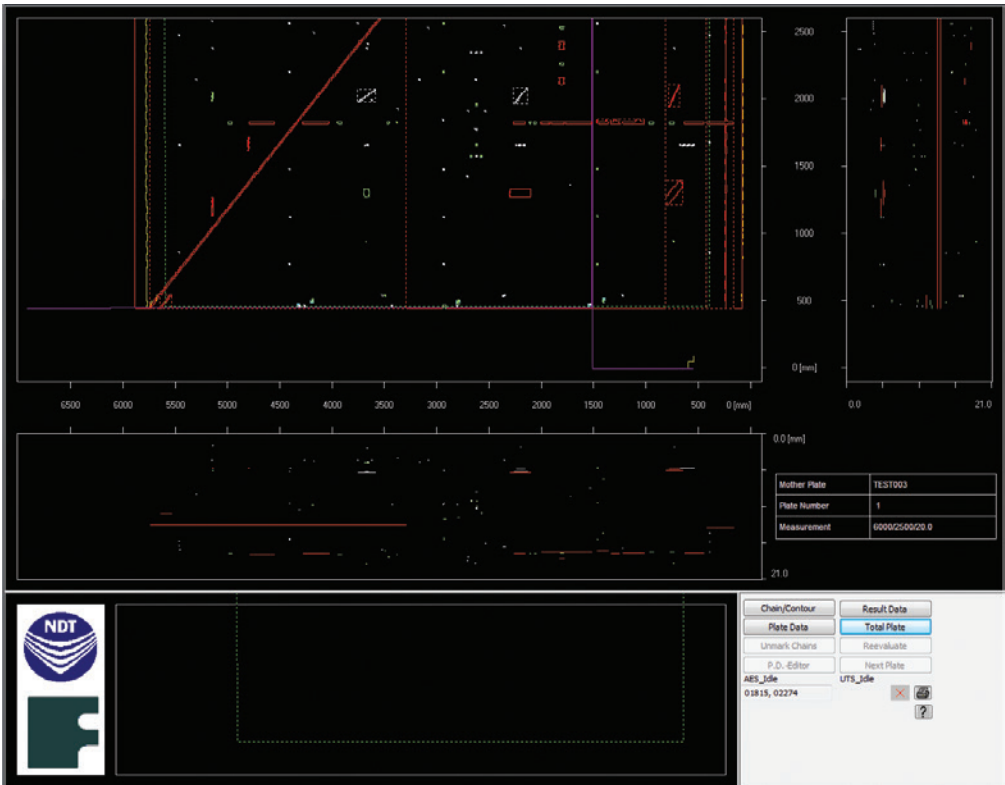 2500
2000
1500
1000
500
0 [mm]
6500 6000 5500 5000 4500 4000 3500 3000 2500 2000 1500 1000 500 0 [mm]
0.0 21.0
0.0 [mm]
21.0
Mother Plate TEST003
Plate Number 1
Measurement 6000/2500/20.0
NDT
Chain/Contour Result Data
Plate Data Total Plate
Unmark Chains Reevaluate
P.D.-Editor Next Plate
AES_Idle UTS_Idle
01815, 02274
?